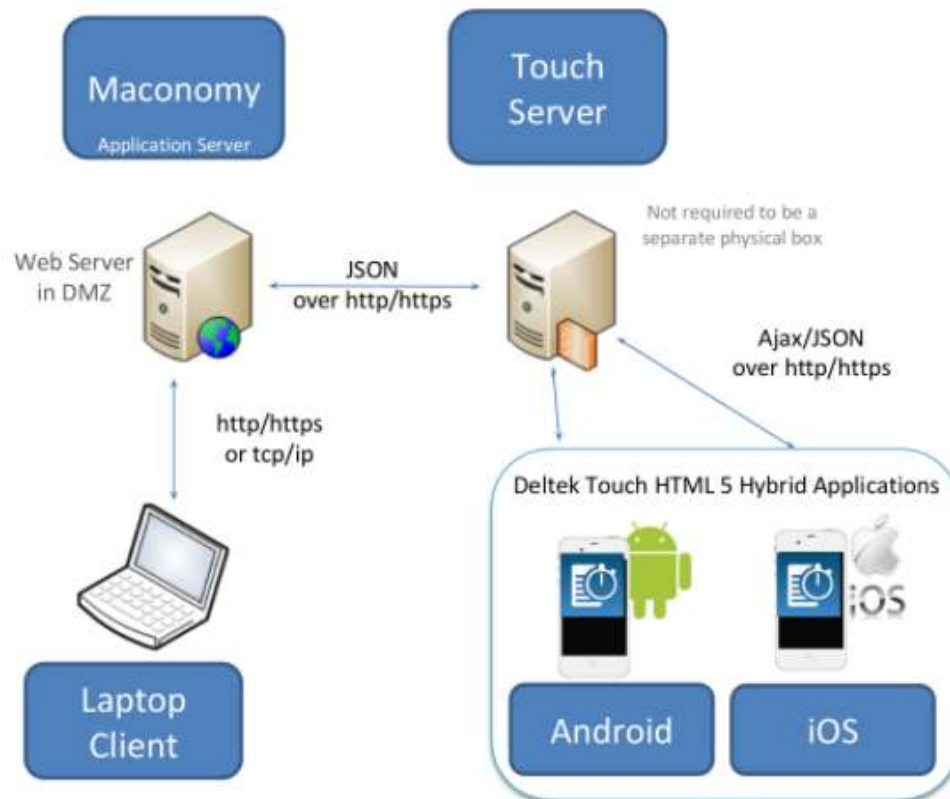 Maconomy
Application Server
Touch
Server
Not required to be a
separate physical box
Web Server
in DMZ
JSON
over http/https
Ajax/JSON
over http/https
http/https
or tcp/ip
Deltek Touch HTML 5 Hybrid Applications
iOS
Laptop
Client
Android
iOS